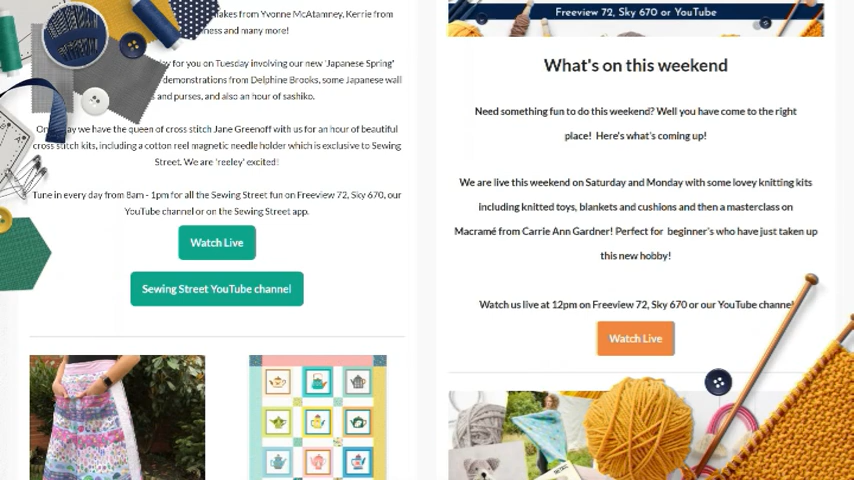 makes from Yvonne McAtamney, Kerrie from
and many more!
for you on Tuesday involving our new 'Japanese Spring'
demonstrations from Delphine Brooks, some Japanese wall
and purses, and also an hour of sashiko.
we have the queen of cross stitch Jane Greenoff with us for an hour of beautiful
cross stitch kits, including a cotton reel magnetic needle holder which is exclusive to Sewing
Street. We are 'reeley' excited!
Tune in every day from 8am - 1pm for all the Sewing Street fun on Freeview 72, Sky 670, our
YouTube channel or on the Sewing Street app.
Watch Live
Sewing Street YouTube channel
Freeview 72, Sky 670 or YouTube
What's on this weekend
Need something fun to do this weekend? Well you have come to the right
place! Here's what's coming up!
We are live this weekend on Saturday and Monday with some lovey knitting kits
including knitted toys, blankets and cushions and then a masterclass on
Macramé from Carrie Ann Gardner! Perfect for beginner's who have just taken up
this new hobby!
Watch us live at 12pm on Freeview 72, Sky 670 or our YouTube channel
Watch Live